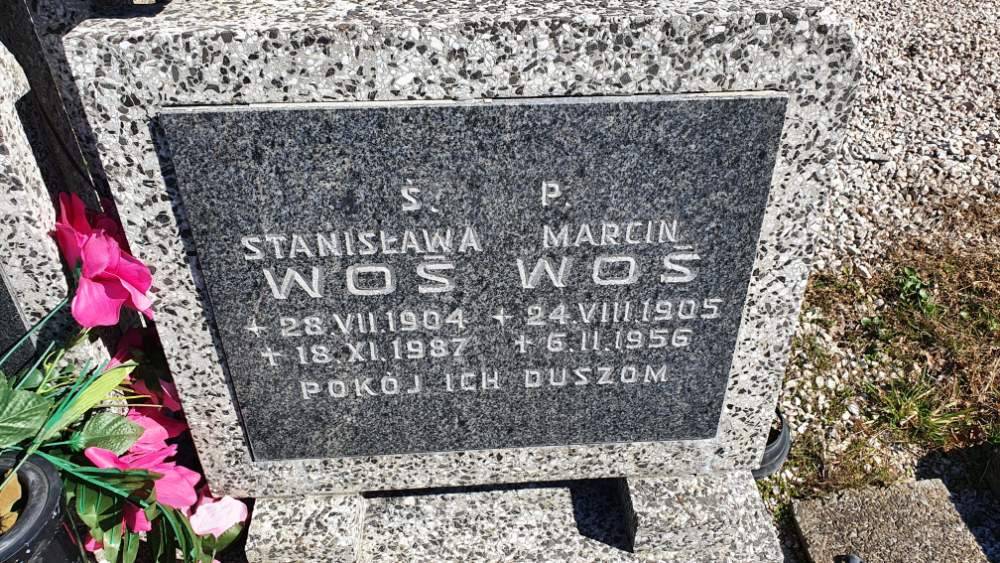 Ś. P.
STANISŁAWA MARCIN
WOŚ WOŚ
+ 28.VII.1904 + 24.VIII.1905
+ 18.XI.1987 + 6.II.1956
POKÓJ ICH DUSZOM